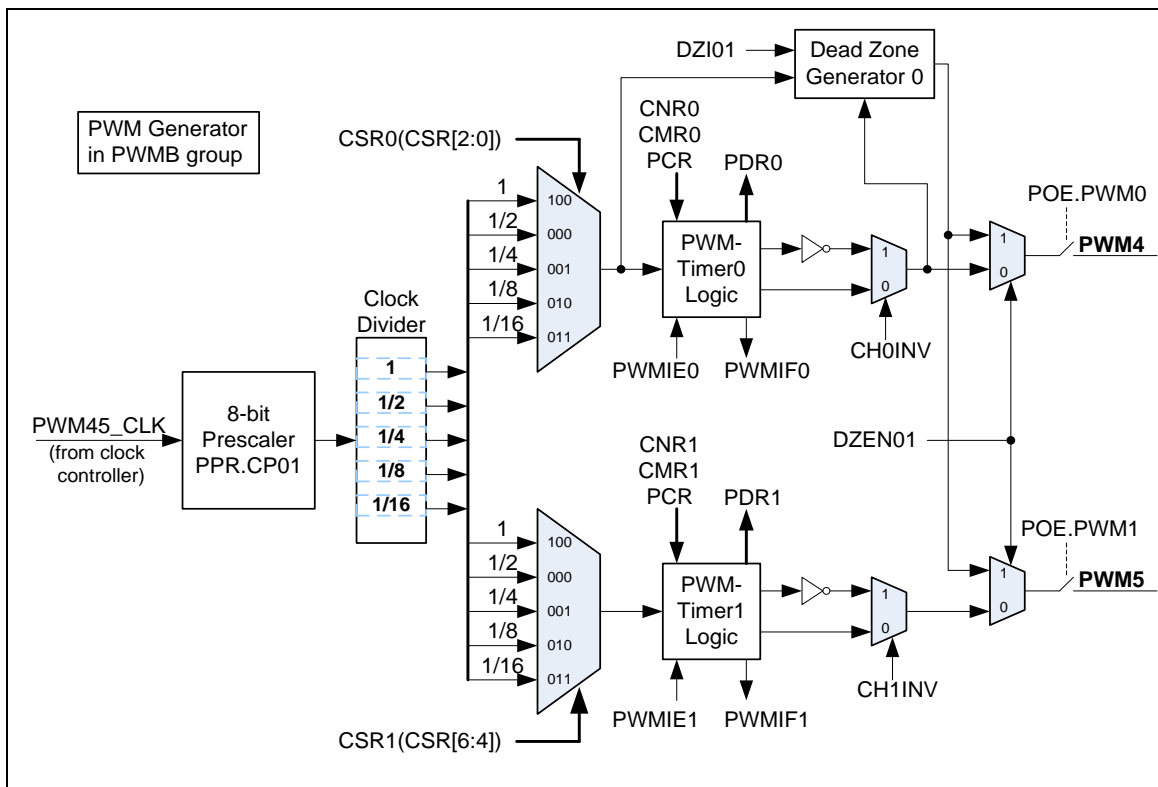 PWM Generator
in PWMB group
DZI01
Dead Zone
Generator 0
CSR0(CSR[2:0])
CNR0
CMR0
PCR
PDR0
POE.PWM0
1
1/2
1/4
1/8
1/16
100
000
001
010
011
PWM-
Timer0
Logic
1
0
CH0INV
1
0
PWM4
PWMIE0
PWMIF0
Clock
Divider
1
1/2
1/4
1/8
1/16
PWM45_CLK
(from clock
controller)
8-bit
Prescaler
PPR.CP01
DZEN01
CNR1
CMR1
PCR
PDR1
POE.PWM1
1
1/2
1/4
1/8
1/16
100
000
001
010
011
PWM-
Timer1
Logic
1
0
CH1INV
1
0
PWM5
PWMIE1
PWMIF1
CSR1(CSR[6:4])